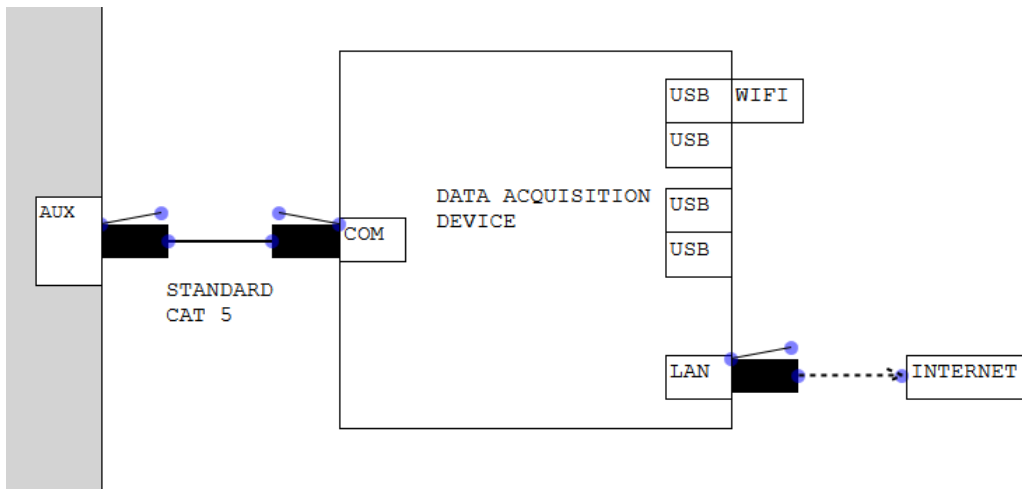 USB WIFI
USB
AUX
DATA ACQUISITION
DEVICE
USB
COM
USB
STANDARD
CAT 5
LAN
INTERNET